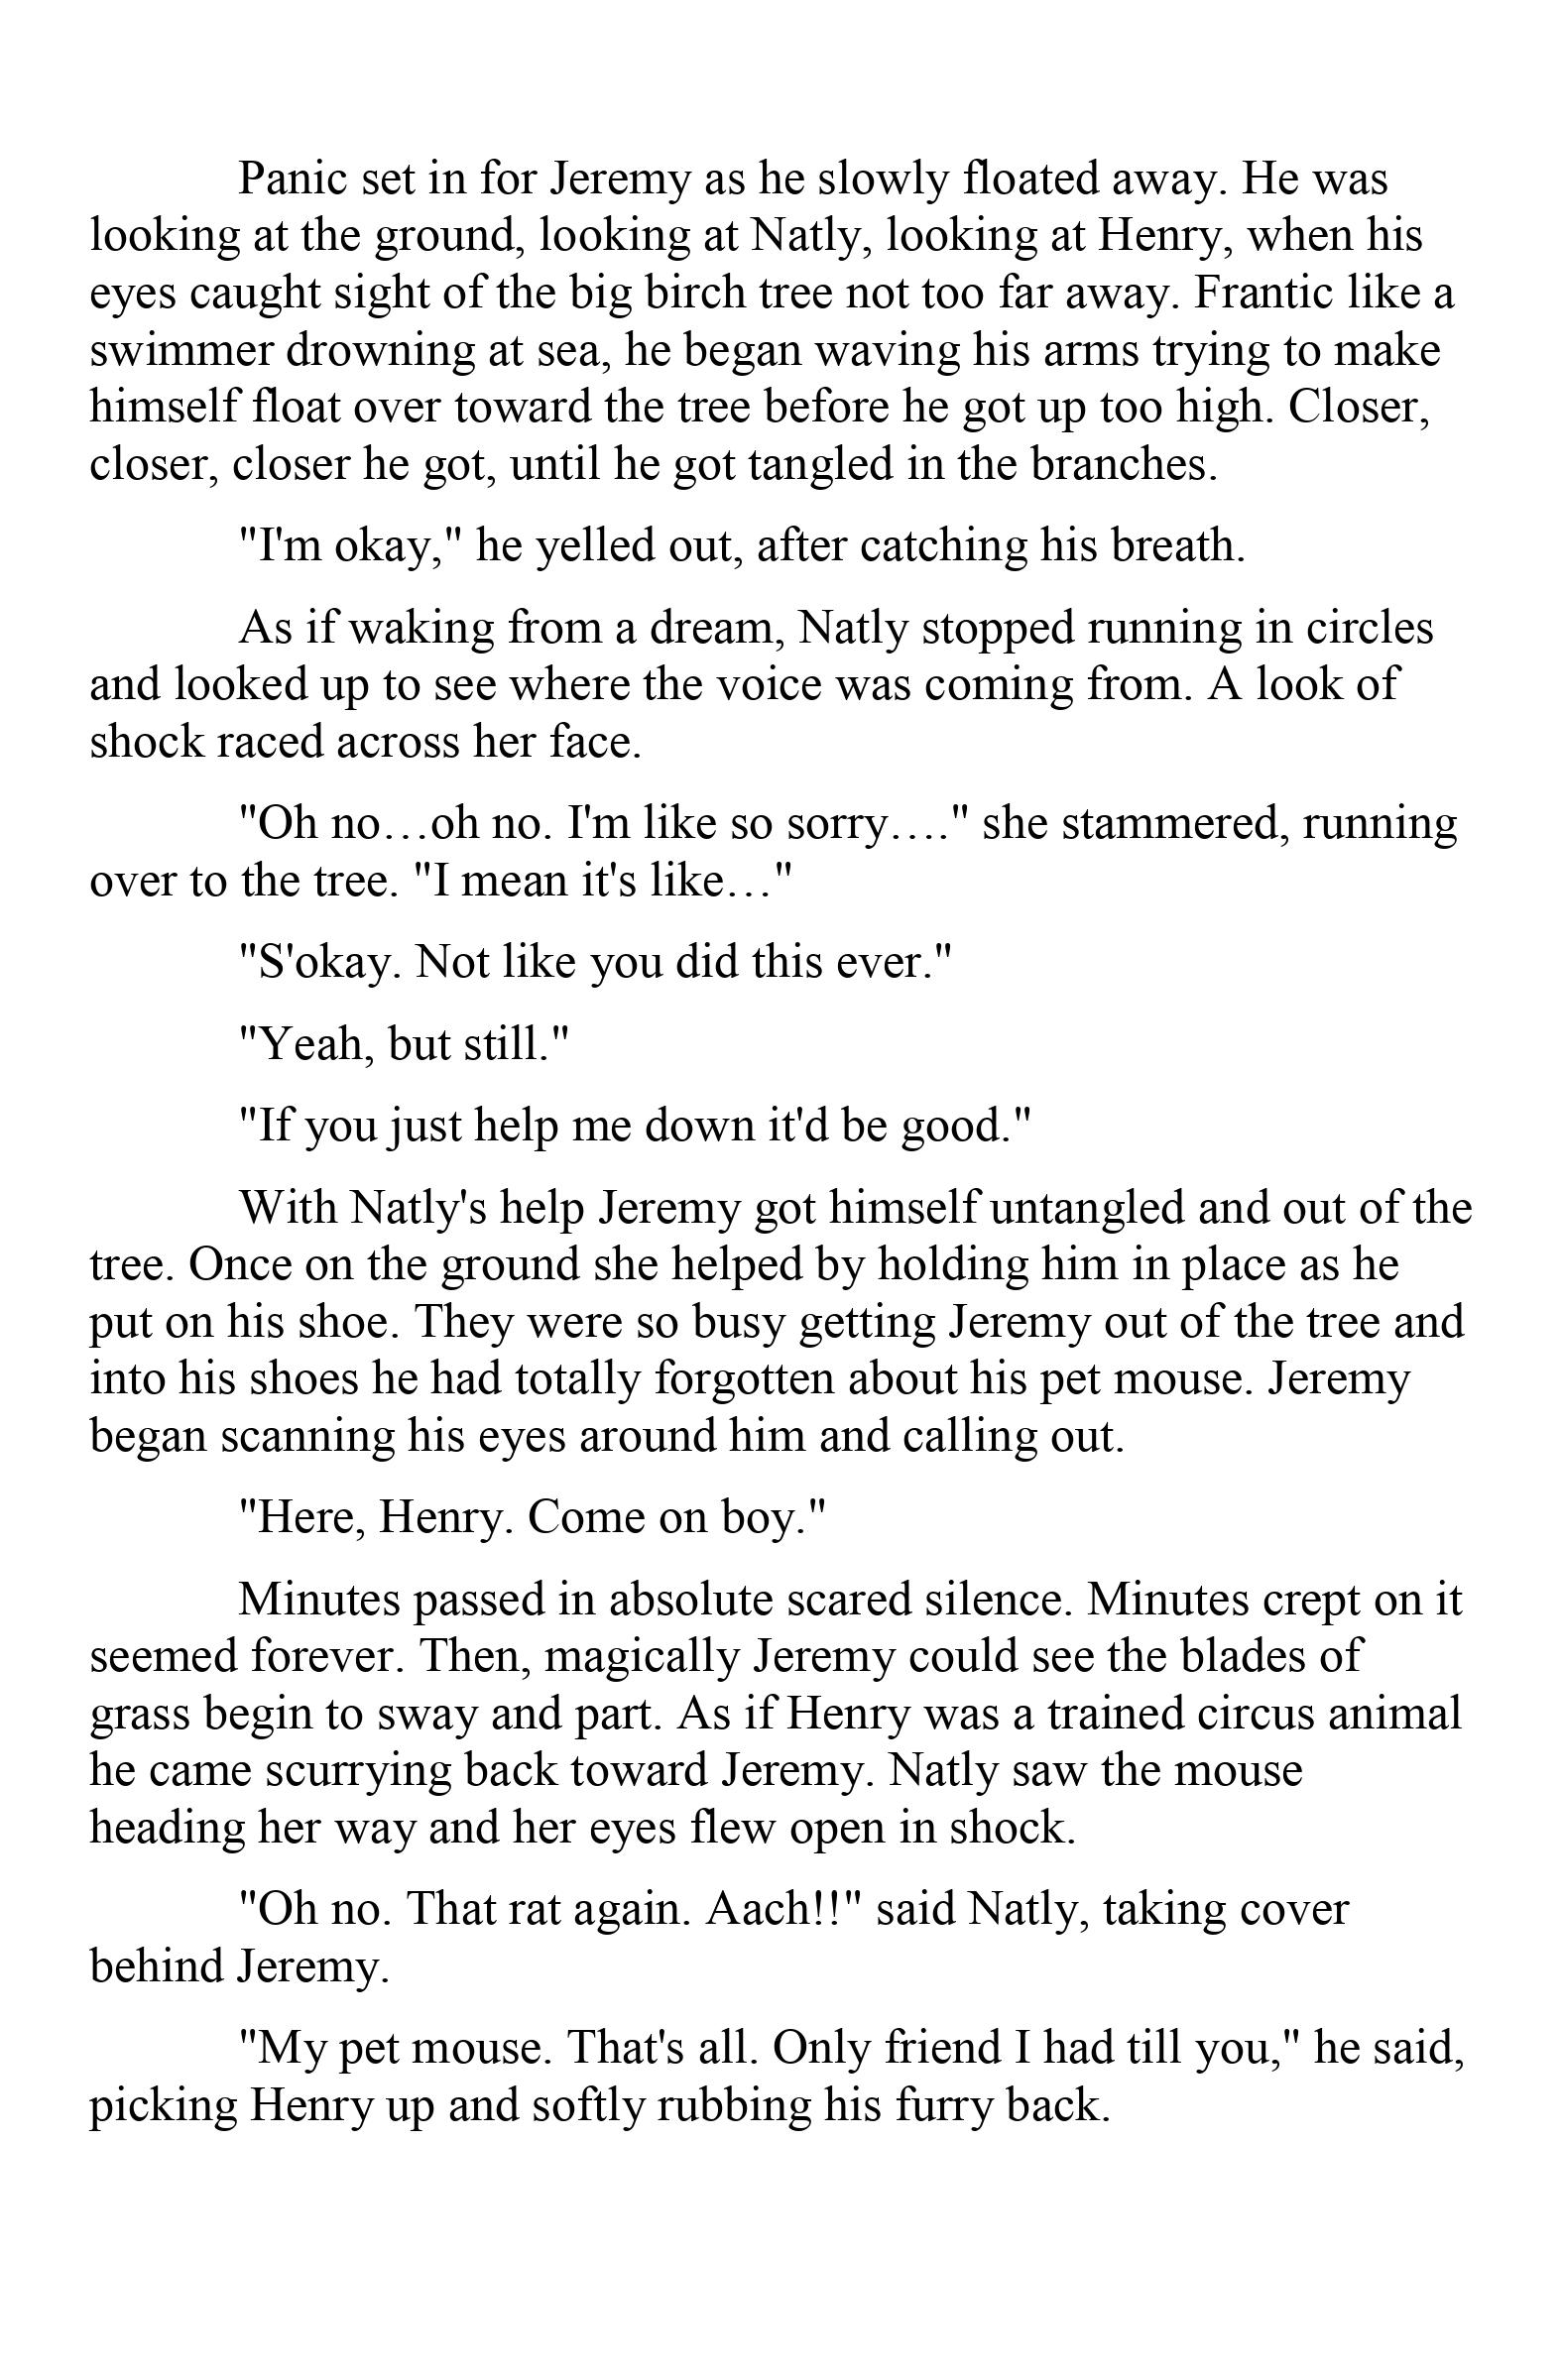 Panic set in for Jeremy as he slowly floated away. He was
looking at the ground, looking at Natly, looking at Henry, when his
eyes caught sight of the big birch tree not too far away. Frantic like a
swimmer drowning at sea, he began waving his arms trying to make
himself float over toward the tree before he got up too high. Closer,
closer, closer he got, until he got tangled in the branches.
"I'm okay," he yelled out, after catching his breath.
As if waking from a dream, Natly stopped running in circles
and looked up to see where the voice was coming from. A look of
shock raced across her face.
"Oh no…oh no. I'm like so sorry…." she stammered, running
over to the tree. "I mean it's like…"
"S'okay. Not like you did this ever."
"Yeah, but still."
"If you just help me down it'd be good."
With Natly's help Jeremy got himself untangled and out of the
tree. Once on the ground she helped by holding him in place as he
put on his shoe. They were so busy getting Jeremy out of the tree and
into his shoes he had totally forgotten about his pet mouse. Jeremy
began scanning his eyes around him and calling out.
"Here, Henry. Come on boy."
Minutes passed in absolute scared silence. Minutes crept on it
seemed forever. Then, magically Jeremy could see the blades of
grass begin to sway and part. As if Henry was a trained circus animal
he came scurrying back toward Jeremy. Natly saw the mouse
heading her way and her eyes flew open in shock.
"Oh no. That rat again. Aach!!" said Natly, taking cover
behind Jeremy.
"My pet mouse. That's all. Only friend I had till you," he said,
picking Henry up and softly rubbing his furry back.